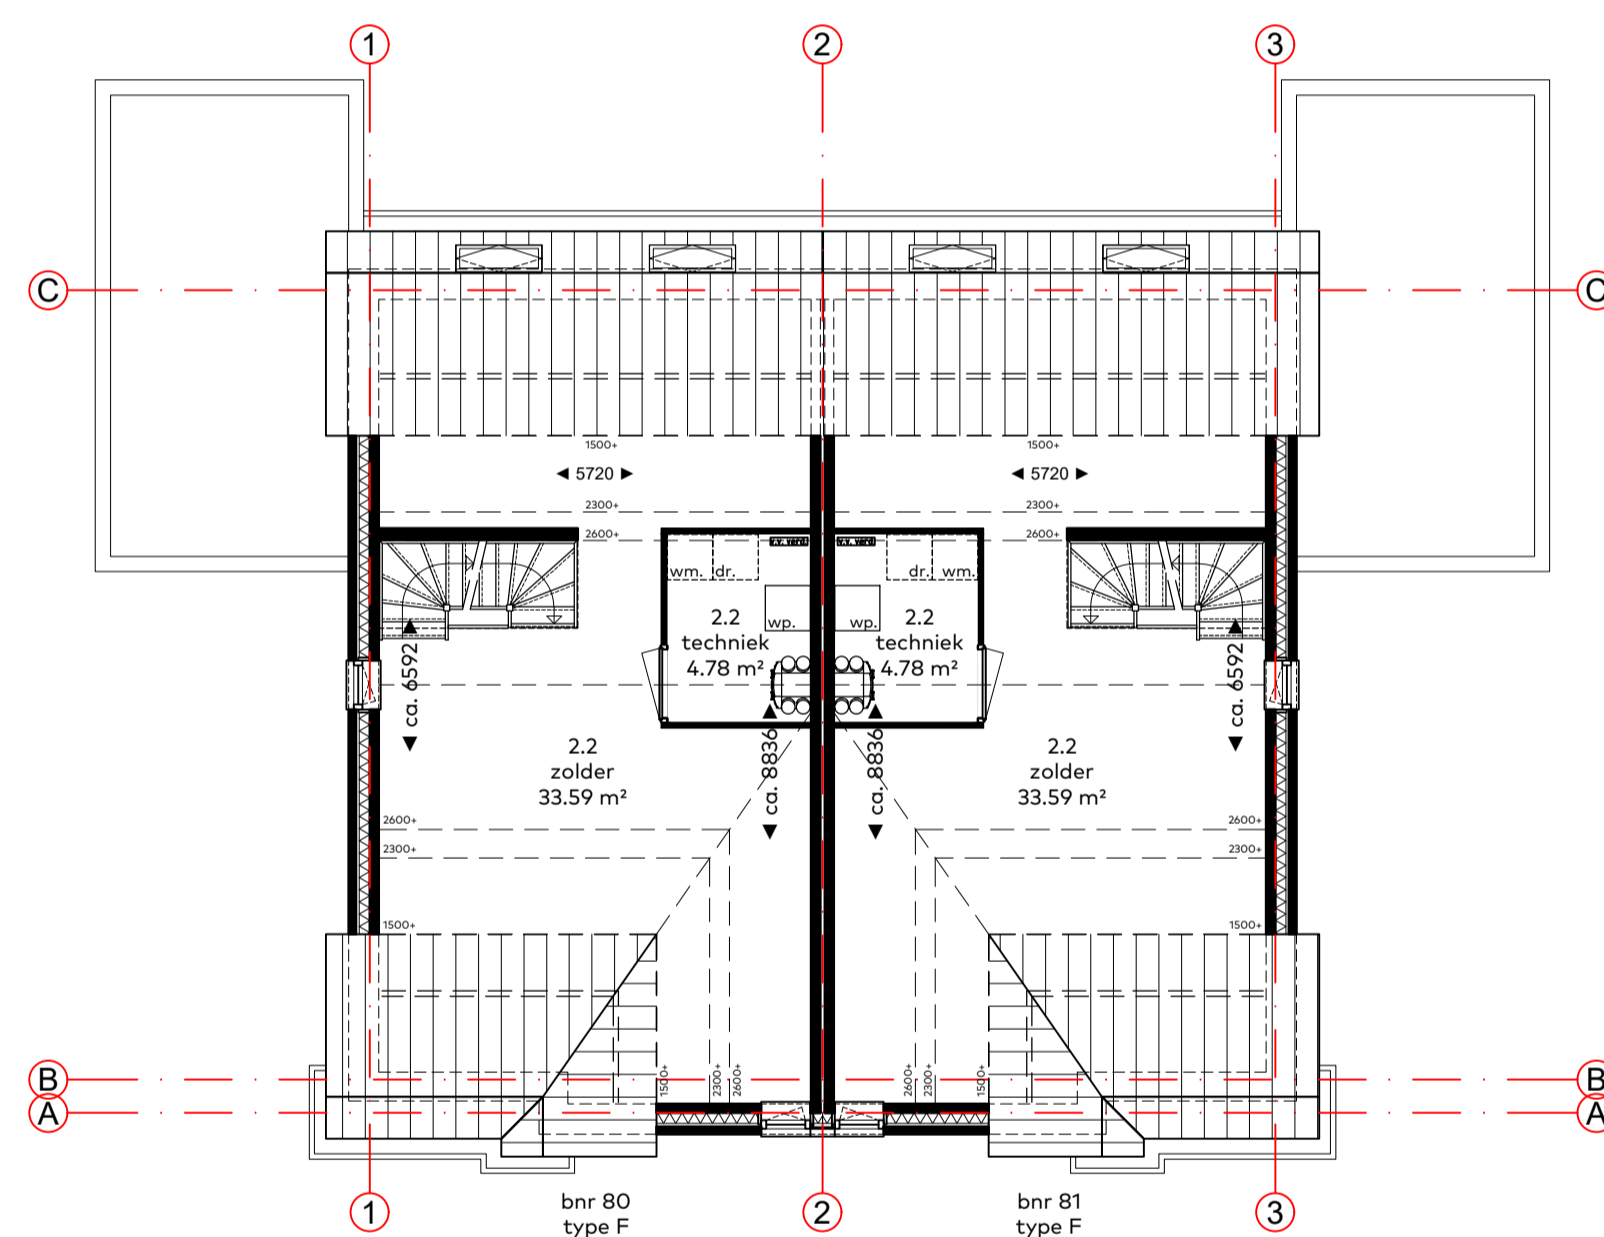 1 2 3
C C
1500+ 1500+
◄ 5720 ► ◄ 5720 ►
2300+ 2300+
2600+ 2600+
v.v. verd. v.v. verd.
wm. dr. dr. wm.
2.2 2.2
wp. wp.
techniek techniek
4.78 m² 4.78 m²
ca. 6592 ca. 6592
ca. 8836 ca. 8836
2.2 2.2
zolder zolder
33.59 m² 33.59 m²
2600+ 2600+
2300+ 2300+
1500+ 1500+
1500+ 2300+ 2600+ 2600+ 2300+ 1500+
B B
A A
1 2 3
bnr 80 bnr 81
type F type F